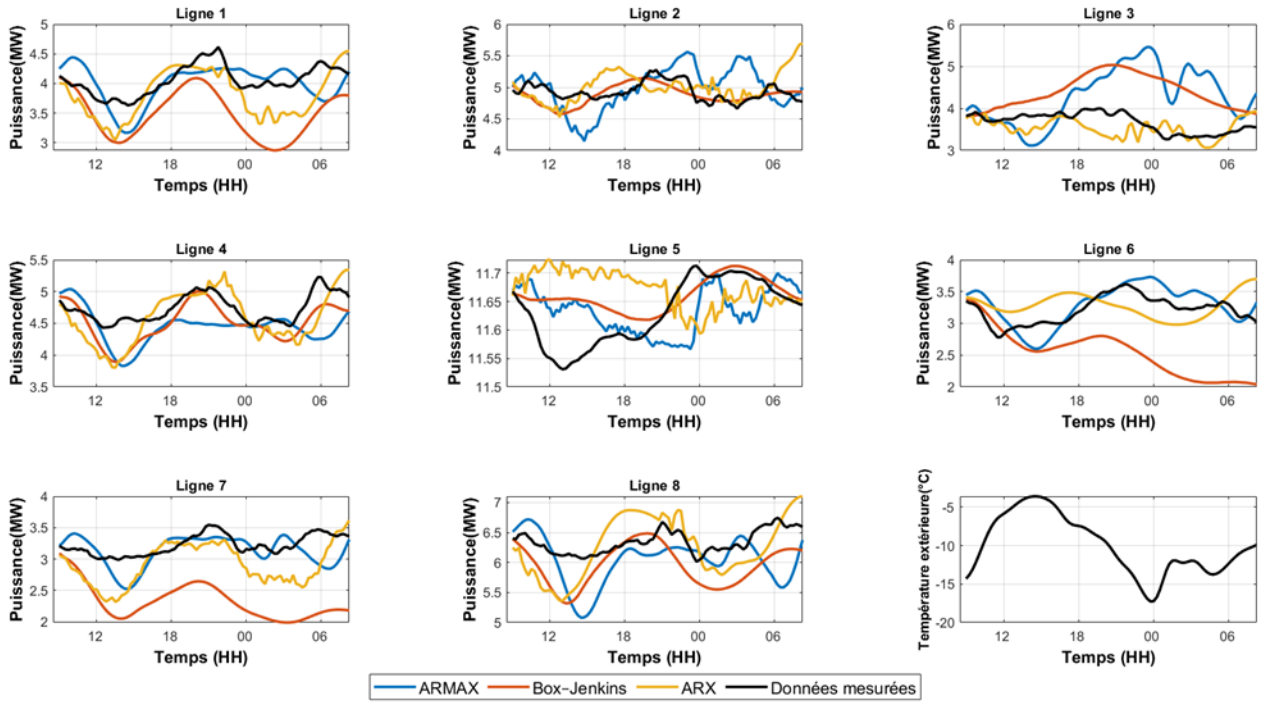 Ligne 1
Puissance(MW)
5
4.5
4
3.5
3
12 18 00 06
Temps (HH)
Ligne 2
Puissance(MW)
6
5.5
5
4.5
4
12 18 00 06
Temps (HH)
Ligne 3
Puissance(MW)
6
5
4
3
12 18 00 06
Temps (HH)
Ligne 4
Puissance(MW)
5.5
5
4.5
4
3.5
12 18 00 06
Temps (HH)
Ligne 5
Puissance(MW)
11.7
11.65
11.6
11.55
11.5
12 18 00 06
Temps (HH)
Ligne 6
Puissance(MW)
4
3.5
3
2.5
2
12 18 00 06
Temps (HH)
Ligne 7
Puissance(MW)
4
3.5
3
2.5
2
12 18 00 06
Temps (HH)
Ligne 8
Puissance(MW)
7
6.5
6
5.5
5
12 18 00 06
Temps (HH)
Température extérieure(°C)
-5
-10
-15
-20
12 18 00 06
Temps (HH)
ARMAX Box-Jenkins ARX Données mesurées